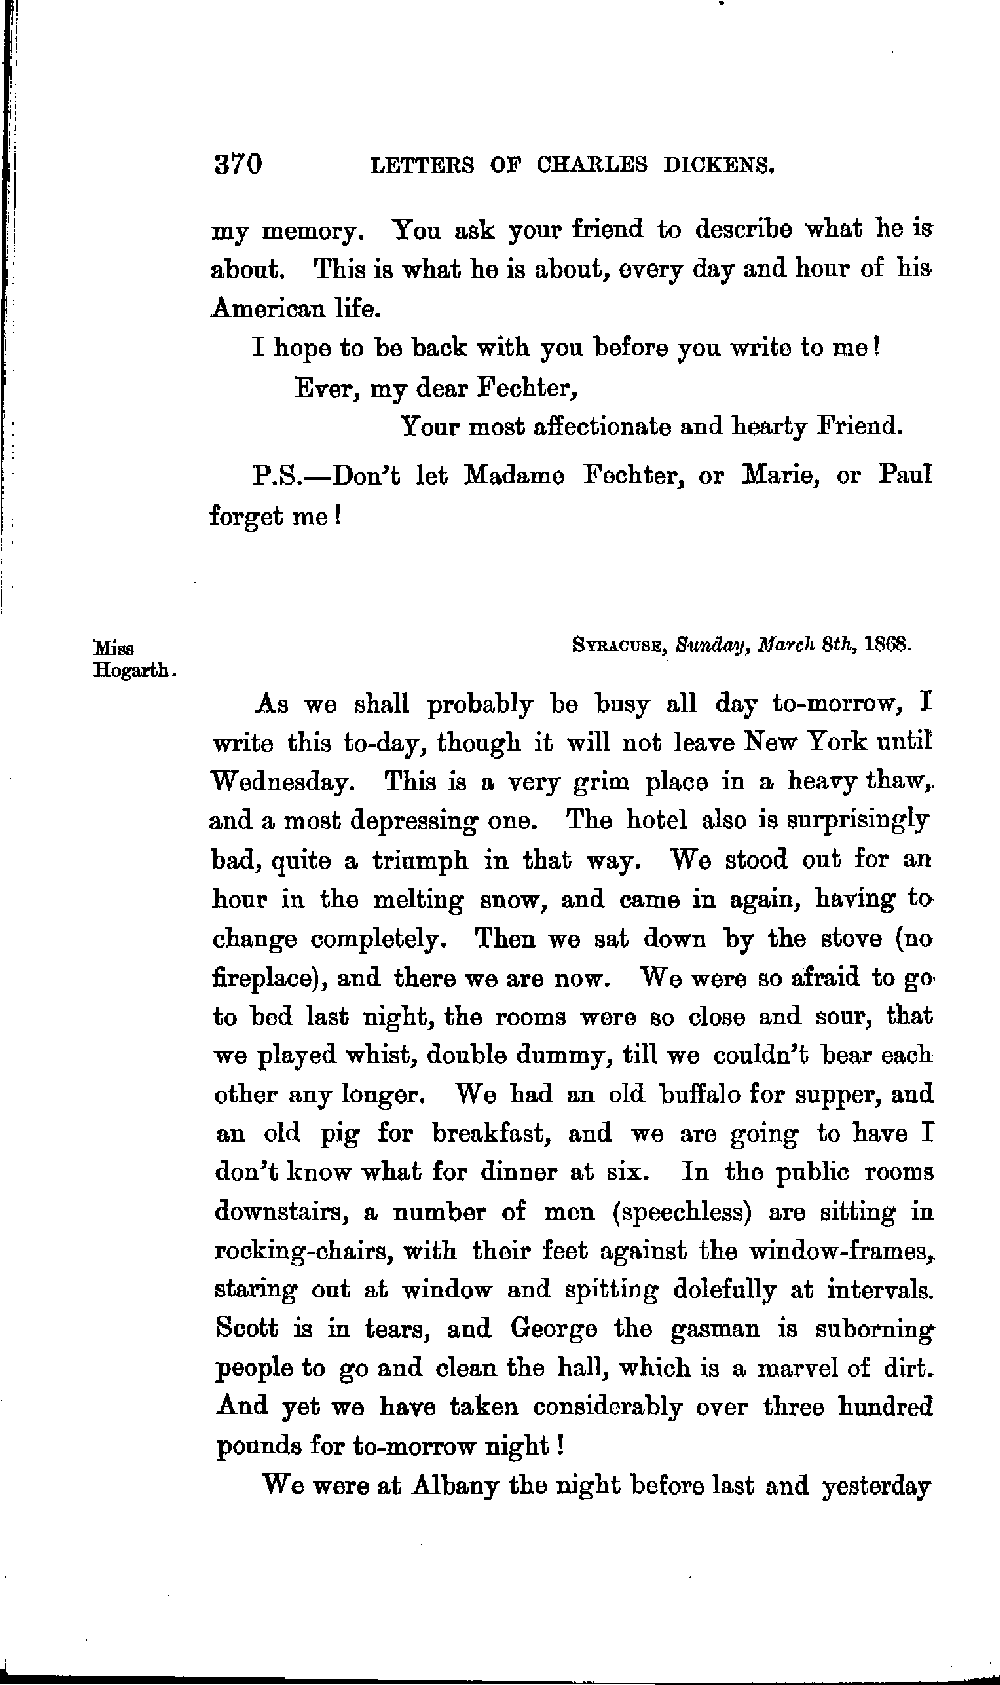 370 LETTERS OF CHARLES DICKENS.
my memory. You ask your friend to describe what he is
about. This is what he is about, every day and hour of his
American life.
I hope to be back with you before you write to me!
Ever, my dear Fechter,
Your most affectionate and hearty Friend.
P.S.—Don't let Madame Fechter, or Marie, or Paul
forget me!
Miss
Hogarth.
SYRACUSE, Sunday, March 8th, 1868.
As we shall probably be busy all day to-morrow, I
write this to-day, though it will not leave New York until
Wednesday. This is a very grim place in a heavy thaw,
and a most depressing one. The hotel also is surprisingly
bad, quite a triumph in that way. We stood out for an
hour in the melting snow, and came in again, having to
change completely. Then we sat down by the stove (no
fireplace), and there we are now. We were so afraid to go
to bed last night, the rooms were so close and sour, that
we played whist, double dummy, till we couldn't bear each
other any longer. We had an old buffalo for supper, and
an old pig for breakfast, and we are going to have I
don't know what for dinner at six. In the public rooms
downstairs, a number of men (speechless) are sitting in
rocking-chairs, with their feet against the window-frames,
staring out at window and spitting dolefully at intervals.
Scott is in tears, and George the gasman is suborning
people to go and clean the hall, which is a marvel of dirt.
And yet we have taken considerably over three hundred
pounds for to-morrow night!
We were at Albany the night before last and yesterday